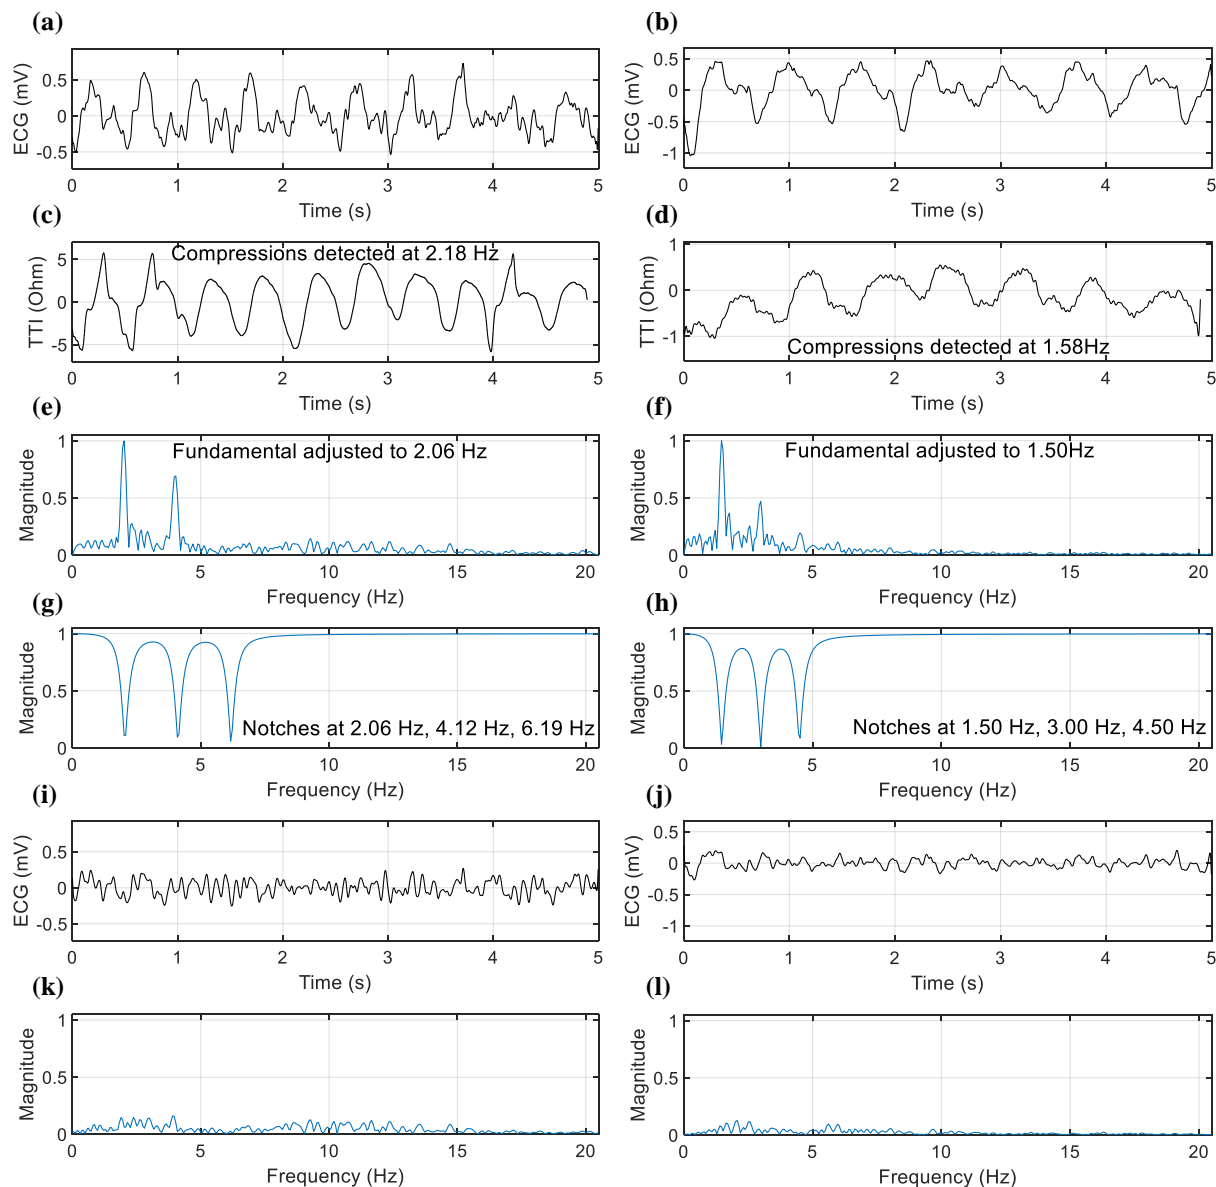 (a)
ECG (mV)
0.5
0
-0.5
0 1 2 3 4 5
Time (s)
(b)
ECG (mV)
0.5
0
-0.5
-1
0 1 2 3 4 5
Time (s)
(c)
TTI (Ohm)
5
0
-5
Compressions detected at 2.18 Hz
0 1 2 3 4 5
Time (s)
(d)
TTI (Ohm)
1
0
-1
Compressions detected at 1.58Hz
0 1 2 3 4 5
Time (s)
(e)
Magnitude
1
0.5
0
Fundamental adjusted to 2.06 Hz
0 5 10 15 20
Frequency (Hz)
(f)
Magnitude
1
0.5
0
Fundamental adjusted to 1.50Hz
0 5 10 15 20
Frequency (Hz)
(g)
Magnitude
1
0.5
0
Notches at 2.06 Hz, 4.12 Hz, 6.19 Hz
0 5 10 15 20
Frequency (Hz)
(h)
Magnitude
1
0.5
0
Notches at 1.50 Hz, 3.00 Hz, 4.50 Hz
0 5 10 15 20
Frequency (Hz)
(i)
ECG (mV)
0.5
0
-0.5
0 1 2 3 4 5
Time (s)
(j)
ECG (mV)
0.5
0
-0.5
-1
0 1 2 3 4 5
Time (s)
(k)
Magnitude
1
0.5
0
0 5 10 15 20
Frequency (Hz)
(l)
Magnitude
1
0.5
0
0 5 10 15 20
Frequency (Hz)